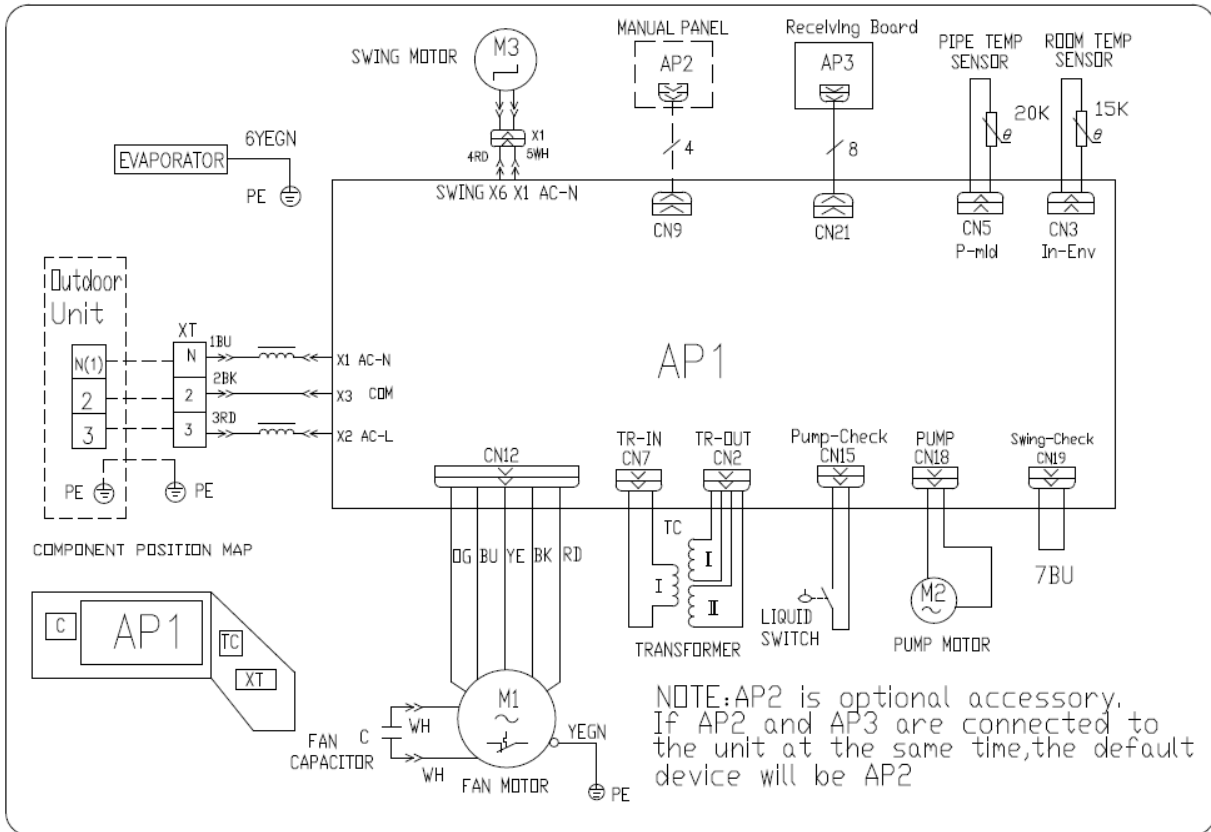 SWING MOTOR
M3
X1
4RD
5WH
SWING X6 X1 AC-N
MANUAL PANEL
AP2
4
CN9
Receiving Board
AP3
8
CN21
PIPE TEMP
SENSOR
20K
θ
CN5
P-mid
ROOM TEMP
SENSOR
15K
θ
CN3
In-Env
EVAPORATOR
6YEGN
PE
Outdoor
Unit
N(1)
2
3
PE
PE
XT
N
2
3
1BU
2BK
3RD
X1 AC-N
X3 COM
X2 AC-L
AP1
CN12
OG
BU
YE
BK
RD
TR-IN
CN7
TR-OUT
CN2
TC
I
I
II
TRANSFORMER
Pump-Check
CN15
LIQUID
SWITCH
PUMP
CN18
M2
PUMP MOTOR
Swing-Check
CN19
7BU
COMPONENT POSITION MAP
C
AP1
TC
XT
M1
C
WH
WH
FAN
CAPACITOR
FAN MOTOR
YEGN
PE
NOTE:AP2 is optional accessory.
If AP2 and AP3 are connected to
the unit at the same time,the default
device will be AP2